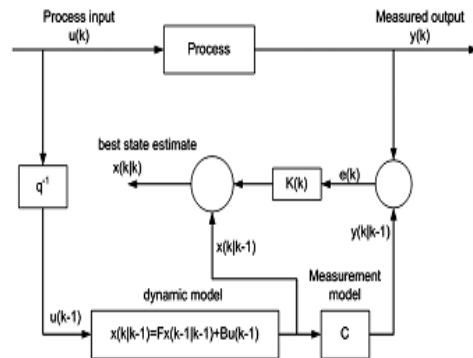 Process input
u(k)
Process
Measured output
y(k)
best state estimate
x(k|k)
q⁻¹
K(k)
e(k)
y(k|k-1)
x(k|k-1)
Measurement
model
dynamic model
u(k-1)
x(k|k-1)=Fx(k-1|k-1)+Bu(k-1)
C